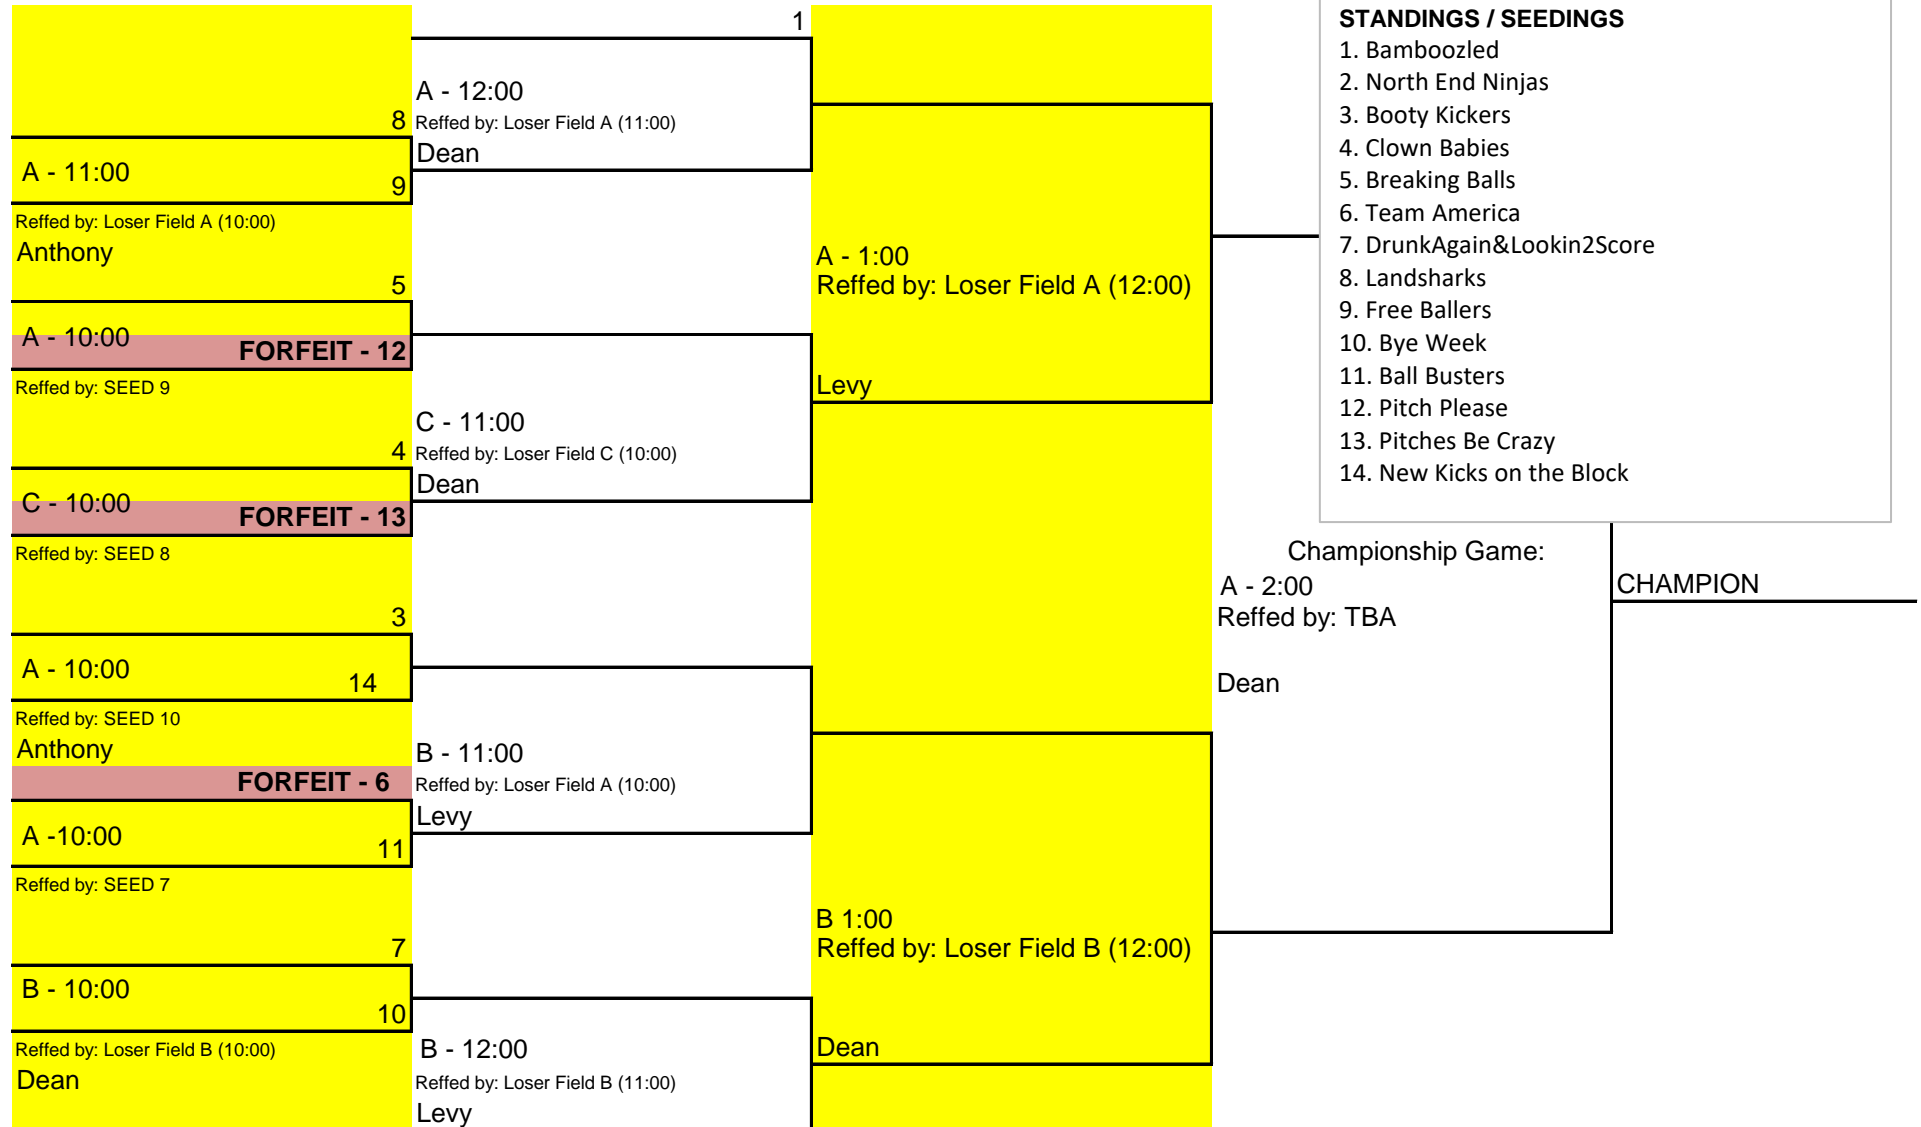 1
A - 12:00
8
Reffed by: Loser Field A (11:00)
Dean
A - 11:00
9
Reffed by: Loser Field A (10:00)
Anthony
5
A - 10:00
FORFEIT - 12
Reffed by: SEED 9
4
C - 11:00
Reffed by: Loser Field C (10:00)
Dean
C - 10:00
FORFEIT - 13
Reffed by: SEED 8
3
A - 10:00
14
Reffed by: SEED 10
Anthony
FORFEIT - 6
B - 11:00
Reffed by: Loser Field A (10:00)
Levy
A -10:00
11
Reffed by: SEED 7
7
B - 10:00
10
Reffed by: Loser Field B (10:00)
Dean
B - 12:00
Reffed by: Loser Field B (11:00)
Levy
A - 1:00
Reffed by: Loser Field A (12:00)
Levy
B 1:00
Reffed by: Loser Field B (12:00)
Dean
STANDINGS / SEEDINGS
1. Bamboozled
2. North End Ninjas
3. Booty Kickers
4. Clown Babies
5. Breaking Balls
6. Team America
7. DrunkAgain&Lookin2Score
8. Landsharks
9. Free Ballers
10. Bye Week
11. Ball Busters
12. Pitch Please
13. Pitches Be Crazy
14. New Kicks on the Block
Championship Game:
A - 2:00
Reffed by: TBA
Dean
CHAMPION